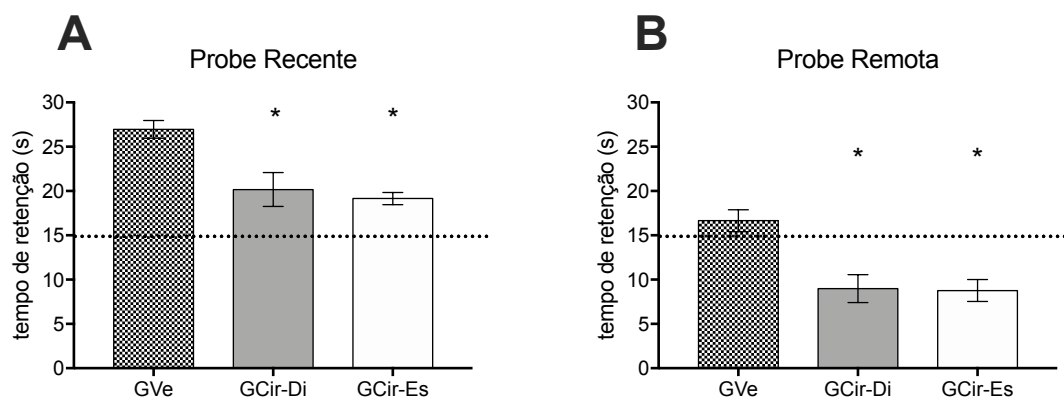 A
Probe Recente
tempo de retenção (s)
30
25
20
15
10
5
0
* *
GVe GCir-Di GCir-Es
B
Probe Remota
tempo de retenção (s)
30
25
20
15
10
5
0
* *
GVe GCir-Di GCir-Es